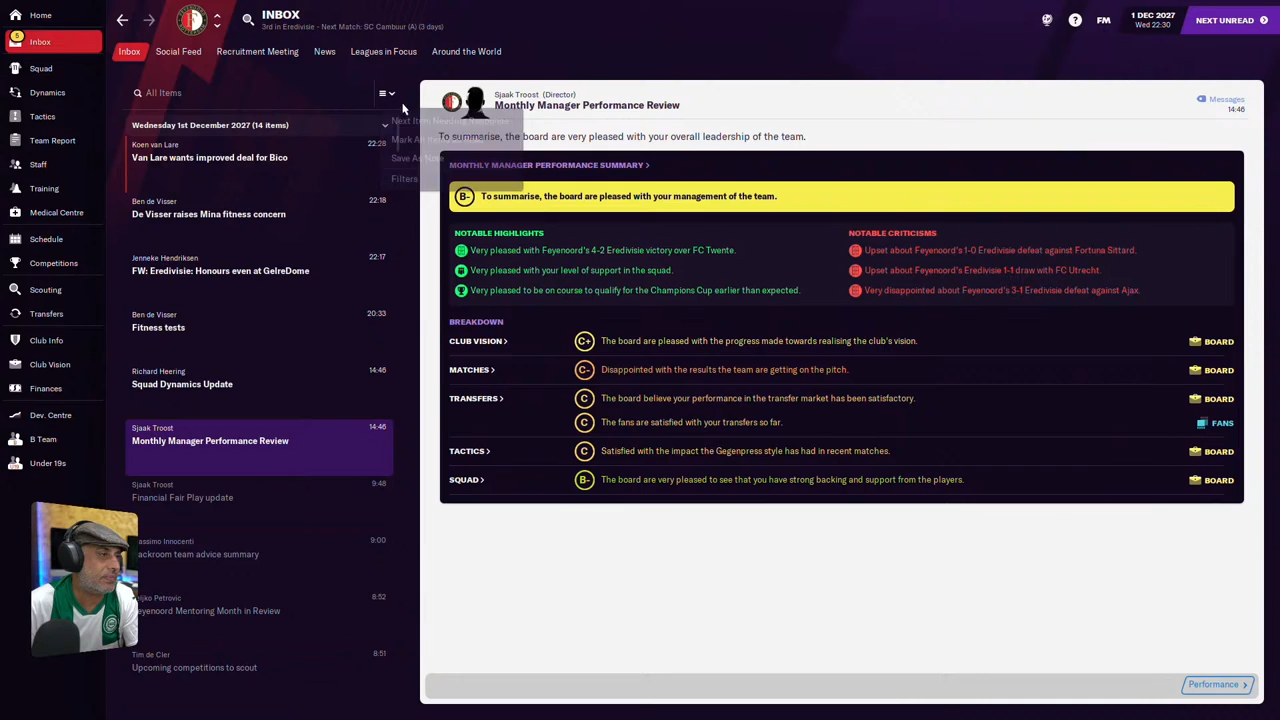 Home
5
Inbox
Squad
Dynamics
Tactics
Team Report
Staff
Training
Medical Centre
Schedule
Competitions
Scouting
Transfers
Club Info
Club Vision
Finances
Dev. Centre
B Team
Under 19s
INBOX
3rd in Eredivisie - Next Match: SC Cambuur (A) (3 days)
FM
1 DEC 2027
Wed 22:30
NEXT UNREAD
Inbox
Social Feed
Recruitment Meeting
News
Leagues in Focus
Around the World
All Items
Next Item Needing Response
Save As Note
Filters
Wednesday 1st December 2027 (14 items)
Koen van Lare
22:28
Van Lare wants improved deal for Bico
Ben de Visser
22:18
De Visser raises Mina fitness concern
Jenneke Hendriksen
22:17
FW: Eredivisie: Honours even at GelreDome
Ben de Visser
20:33
Fitness tests
Richard Heering
14:46
Squad Dynamics Update
Sjaak Troost
14:46
Monthly Manager Performance Review
Sjaak Troost
9:48
Financial Fair Play update
assimo Innocenti
9:00
ackroom team advice summary
eljko Petrovic
8:52
eyenoord Mentoring Month in Review
Tim de Cler
8:51
Upcoming competitions to scout
Sjaak Troost (Director)
Monthly Manager Performance Review
Messages
14:46
To summarise, the board are very pleased with your overall leadership of the team.
MONTHLY MANAGER PERFORMANCE SUMMARY >
B- To summarise, the board are pleased with your management of the team.
NOTABLE HIGHLIGHTS
Very pleased with Feyenoord's 4-2 Eredivisie victory over FC Twente.
Very pleased with your level of support in the squad.
Very pleased to be on course to qualify for the Champions Cup earlier than expected.
NOTABLE CRITICISMS
Upset about Feyenoord's 1-0 Eredivisie defeat against Fortuna Sittard.
Upset about Feyenoord's Eredivisie 1-1 draw with FC Utrecht.
Very disappointed about Feyenoord's 3-1 Eredivisie defeat against Ajax.
BREAKDOWN
CLUB VISION > C+ The board are pleased with the progress made towards realising the club's vision. BOARD
MATCHES > C- Disappointed with the results the team are getting on the pitch. BOARD
TRANSFERS > C The board believe your performance in the transfer market has been satisfactory. BOARD
C The fans are satisfied with your transfers so far. FANS
TACTICS > C Satisfied with the impact the Gegenpress style has had in recent matches. BOARD
SQUAD > B- The board are very pleased to see that you have strong backing and support from the players. BOARD
Performance >